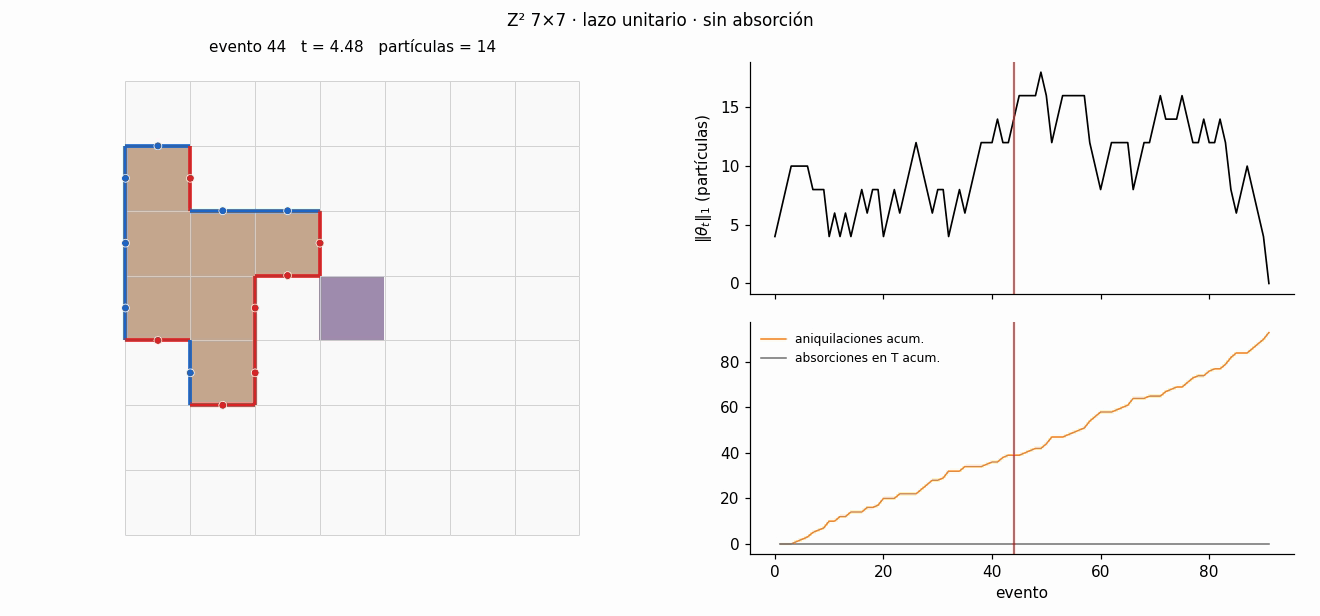 Z² 7×7 · lazo unitario · sin absorción
evento 44   t = 4.48   partículas = 14
‖θₜ‖₁ (partículas)
15
10
5
0
aniquilaciones acum.
absorciones en T acum.
80
60
40
20
0
0 20 40 60 80
evento